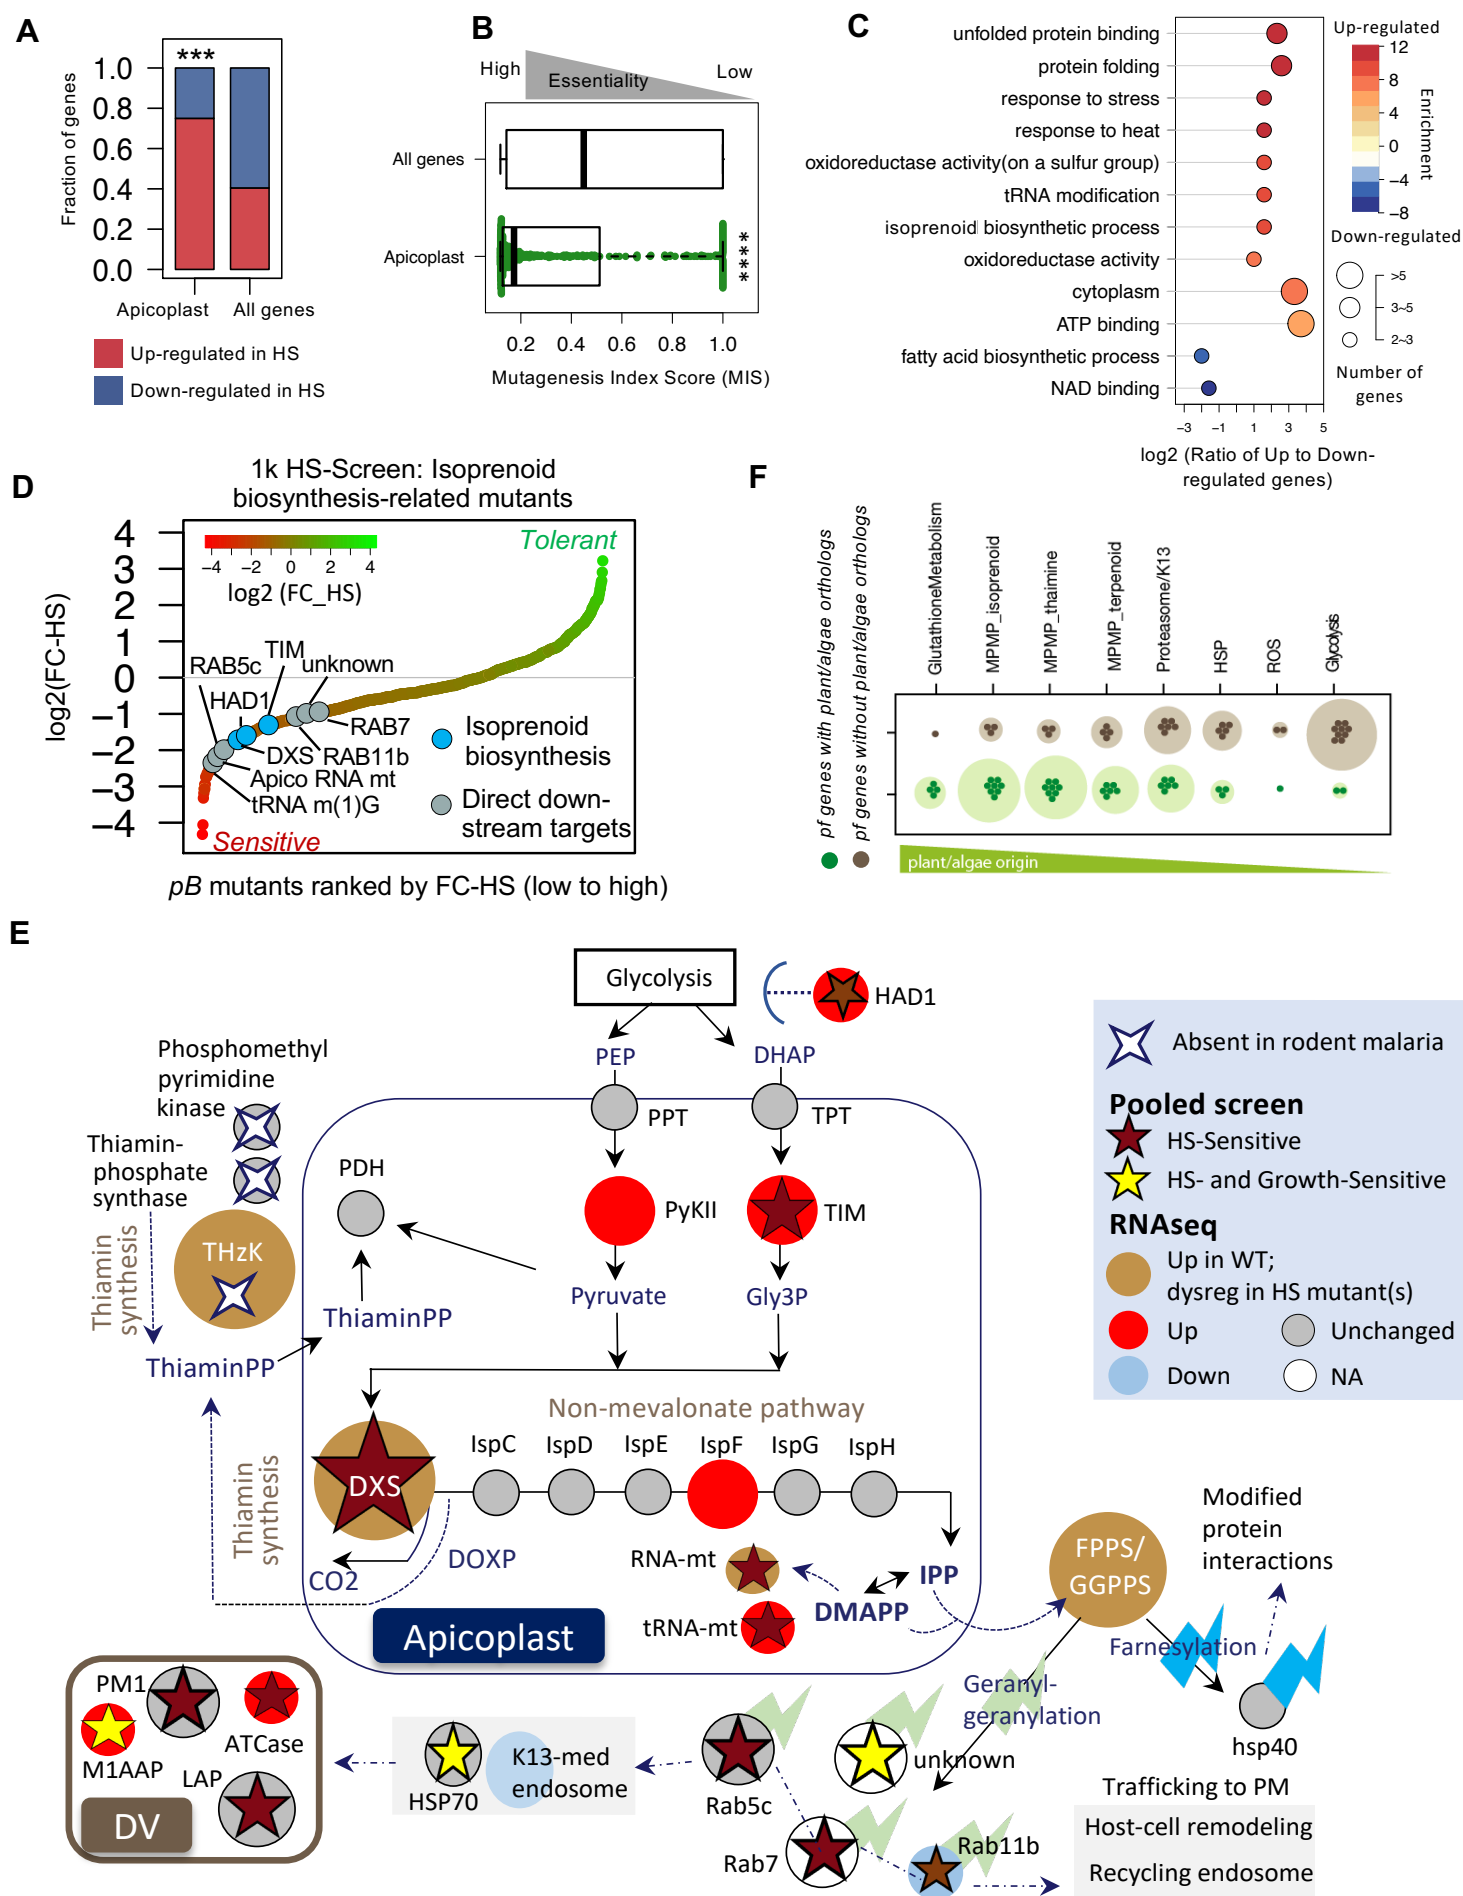 A
***
Fraction of genes
1.0
0.8
0.6
0.4
0.2
0.0
Apicoplast
All genes
Up-regulated in HS
Down-regulated in HS
B
High
Essentiality
Low
All genes
Apicoplast
****
0.2 0.4 0.6 0.8 1.0
Mutagenesis Index Score (MIS)
C
unfolded protein binding
protein folding
response to stress
response to heat
oxidoreductase activity(on a sulfur group)
tRNA modification
isoprenoid biosynthetic process
oxidoreductase activity
cytoplasm
ATP binding
fatty acid biosynthetic process
NAD binding
−3 −1 1 3 5
log2 (Ratio of Up to Down-
regulated genes)
Up-regulated
12
8
4
0
−4
−8
Enrichment
Down-regulated
>5
3~5
2~3
Number of
genes
D
1k HS-Screen: Isoprenoid
biosynthesis-related mutants
log2(FC-HS)
4
3
2
1
0
−1
−2
−3
−4
−4 −2 0 2 4
log2 (FC_HS)
Tolerant
TIM
RAB5c
unknown
HAD1
RAB7
DXS RAB11b
Apico RNA mt
tRNA m(1)G
Isoprenoid
biosynthesis
Direct down-
stream targets
Sensitive
pB mutants ranked by FC-HS (low to high)
F
pf genes with plant/algae orthologs
pf genes without plant/algae orthologs
GlutathioneMetabolism
MPMP_isoprenoid
MPMP_thaimine
MPMP_terpenoid
Proteasome/K13
HSP
ROS
Glycolysis
plant/algae origin
E
Glycolysis
HAD1
PEP
DHAP
PPT
TPT
Phosphomethyl
pyrimidine
kinase
Thiamin-
phosphate
synthase
THzK
Thiamin
synthesis
ThiaminPP
PDH
ThiaminPP
PyKII
TIM
Pyruvate
Gly3P
Non-mevalonate pathway
DXS
IspC
IspD
IspE
IspF
IspG
IspH
Thiamin
synthesis
CO2
DOXP
RNA-mt
tRNA-mt
DMAPP
IPP
Apicoplast
FPPS/
GGPPS
Modified
protein
interactions
Farnesylation
hsp40
Geranyl-
geranylation
PM1
M1AAP
ATCase
LAP
DV
HSP70
K13-med
endosome
Rab5c
unknown
Rab7
Rab11b
Trafficking to PM
Host-cell remodeling
Recycling endosome
Absent in rodent malaria
Pooled screen
HS-Sensitive
HS- and Growth-Sensitive
RNAseq
Up in WT;
dysreg in HS mutant(s)
Up
Unchanged
Down
NA